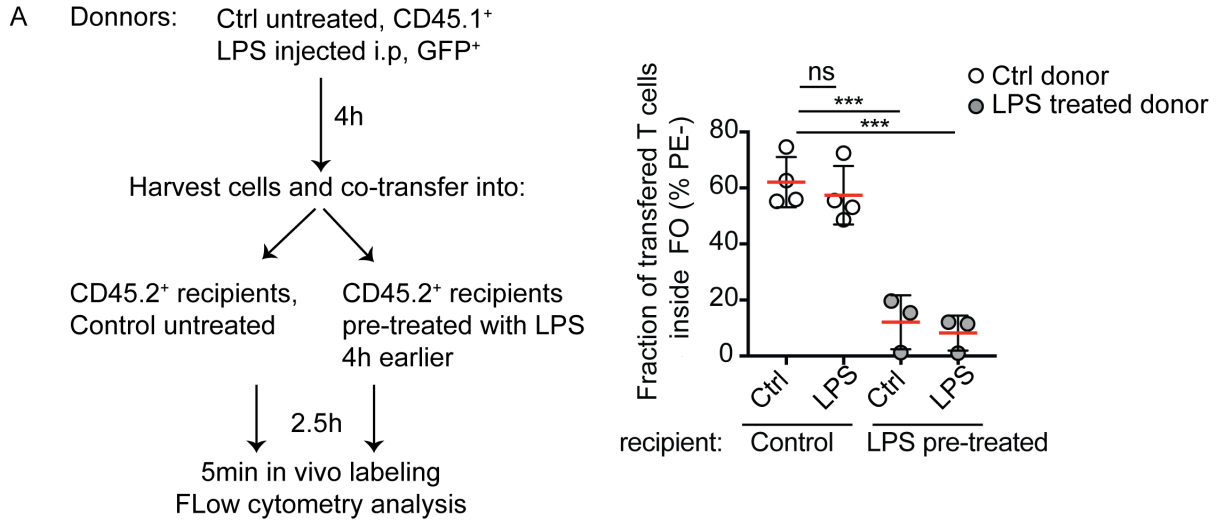 A
Donnors:
Ctrl untreated, CD45.1⁺
LPS injected i.p, GFP⁺
4h
Harvest cells and co-transfer into:
CD45.2⁺ recipients,
Control untreated
CD45.2⁺ recipients
pre-treated with LPS
4h earlier
2.5h
5min in vivo labeling
FLow cytometry analysis
Fraction of transferred T cells
inside FO (% PE-)
ns
***
***
Ctrl donor
LPS treated donor
80
60
40
20
0
Ctrl
LPS
Ctrl
LPS
recipient:
Control
LPS pre-treated